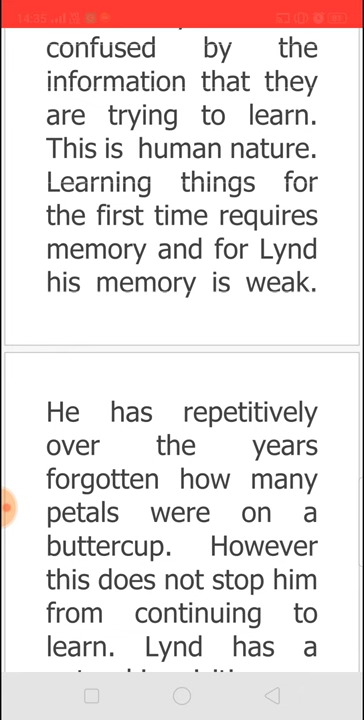 14:35
confused by the
information that they
are trying to learn.
This is human nature.
Learning things for
the first time requires
memory and for Lynd
his memory is weak.
He has repetitively
over the years
forgotten how many
petals were on a
buttercup. However
this does not stop him
from continuing to
learn. Lynd has a